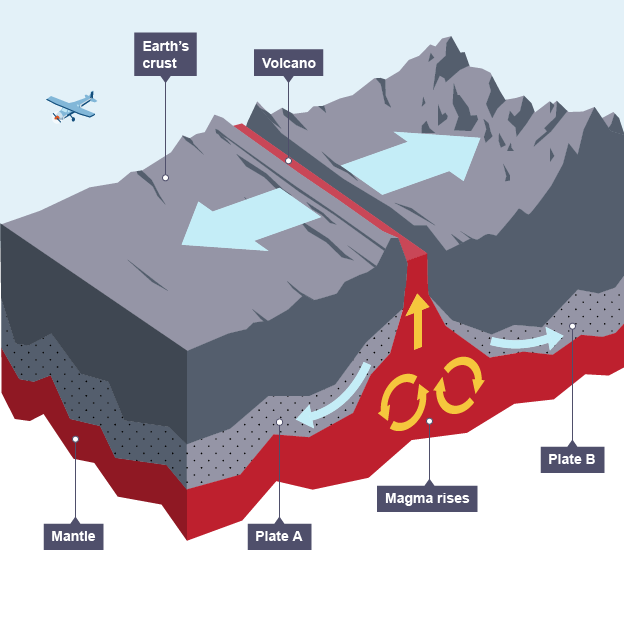 Earth's
crust
Volcano
Plate B
Magma rises
Mantle
Plate A